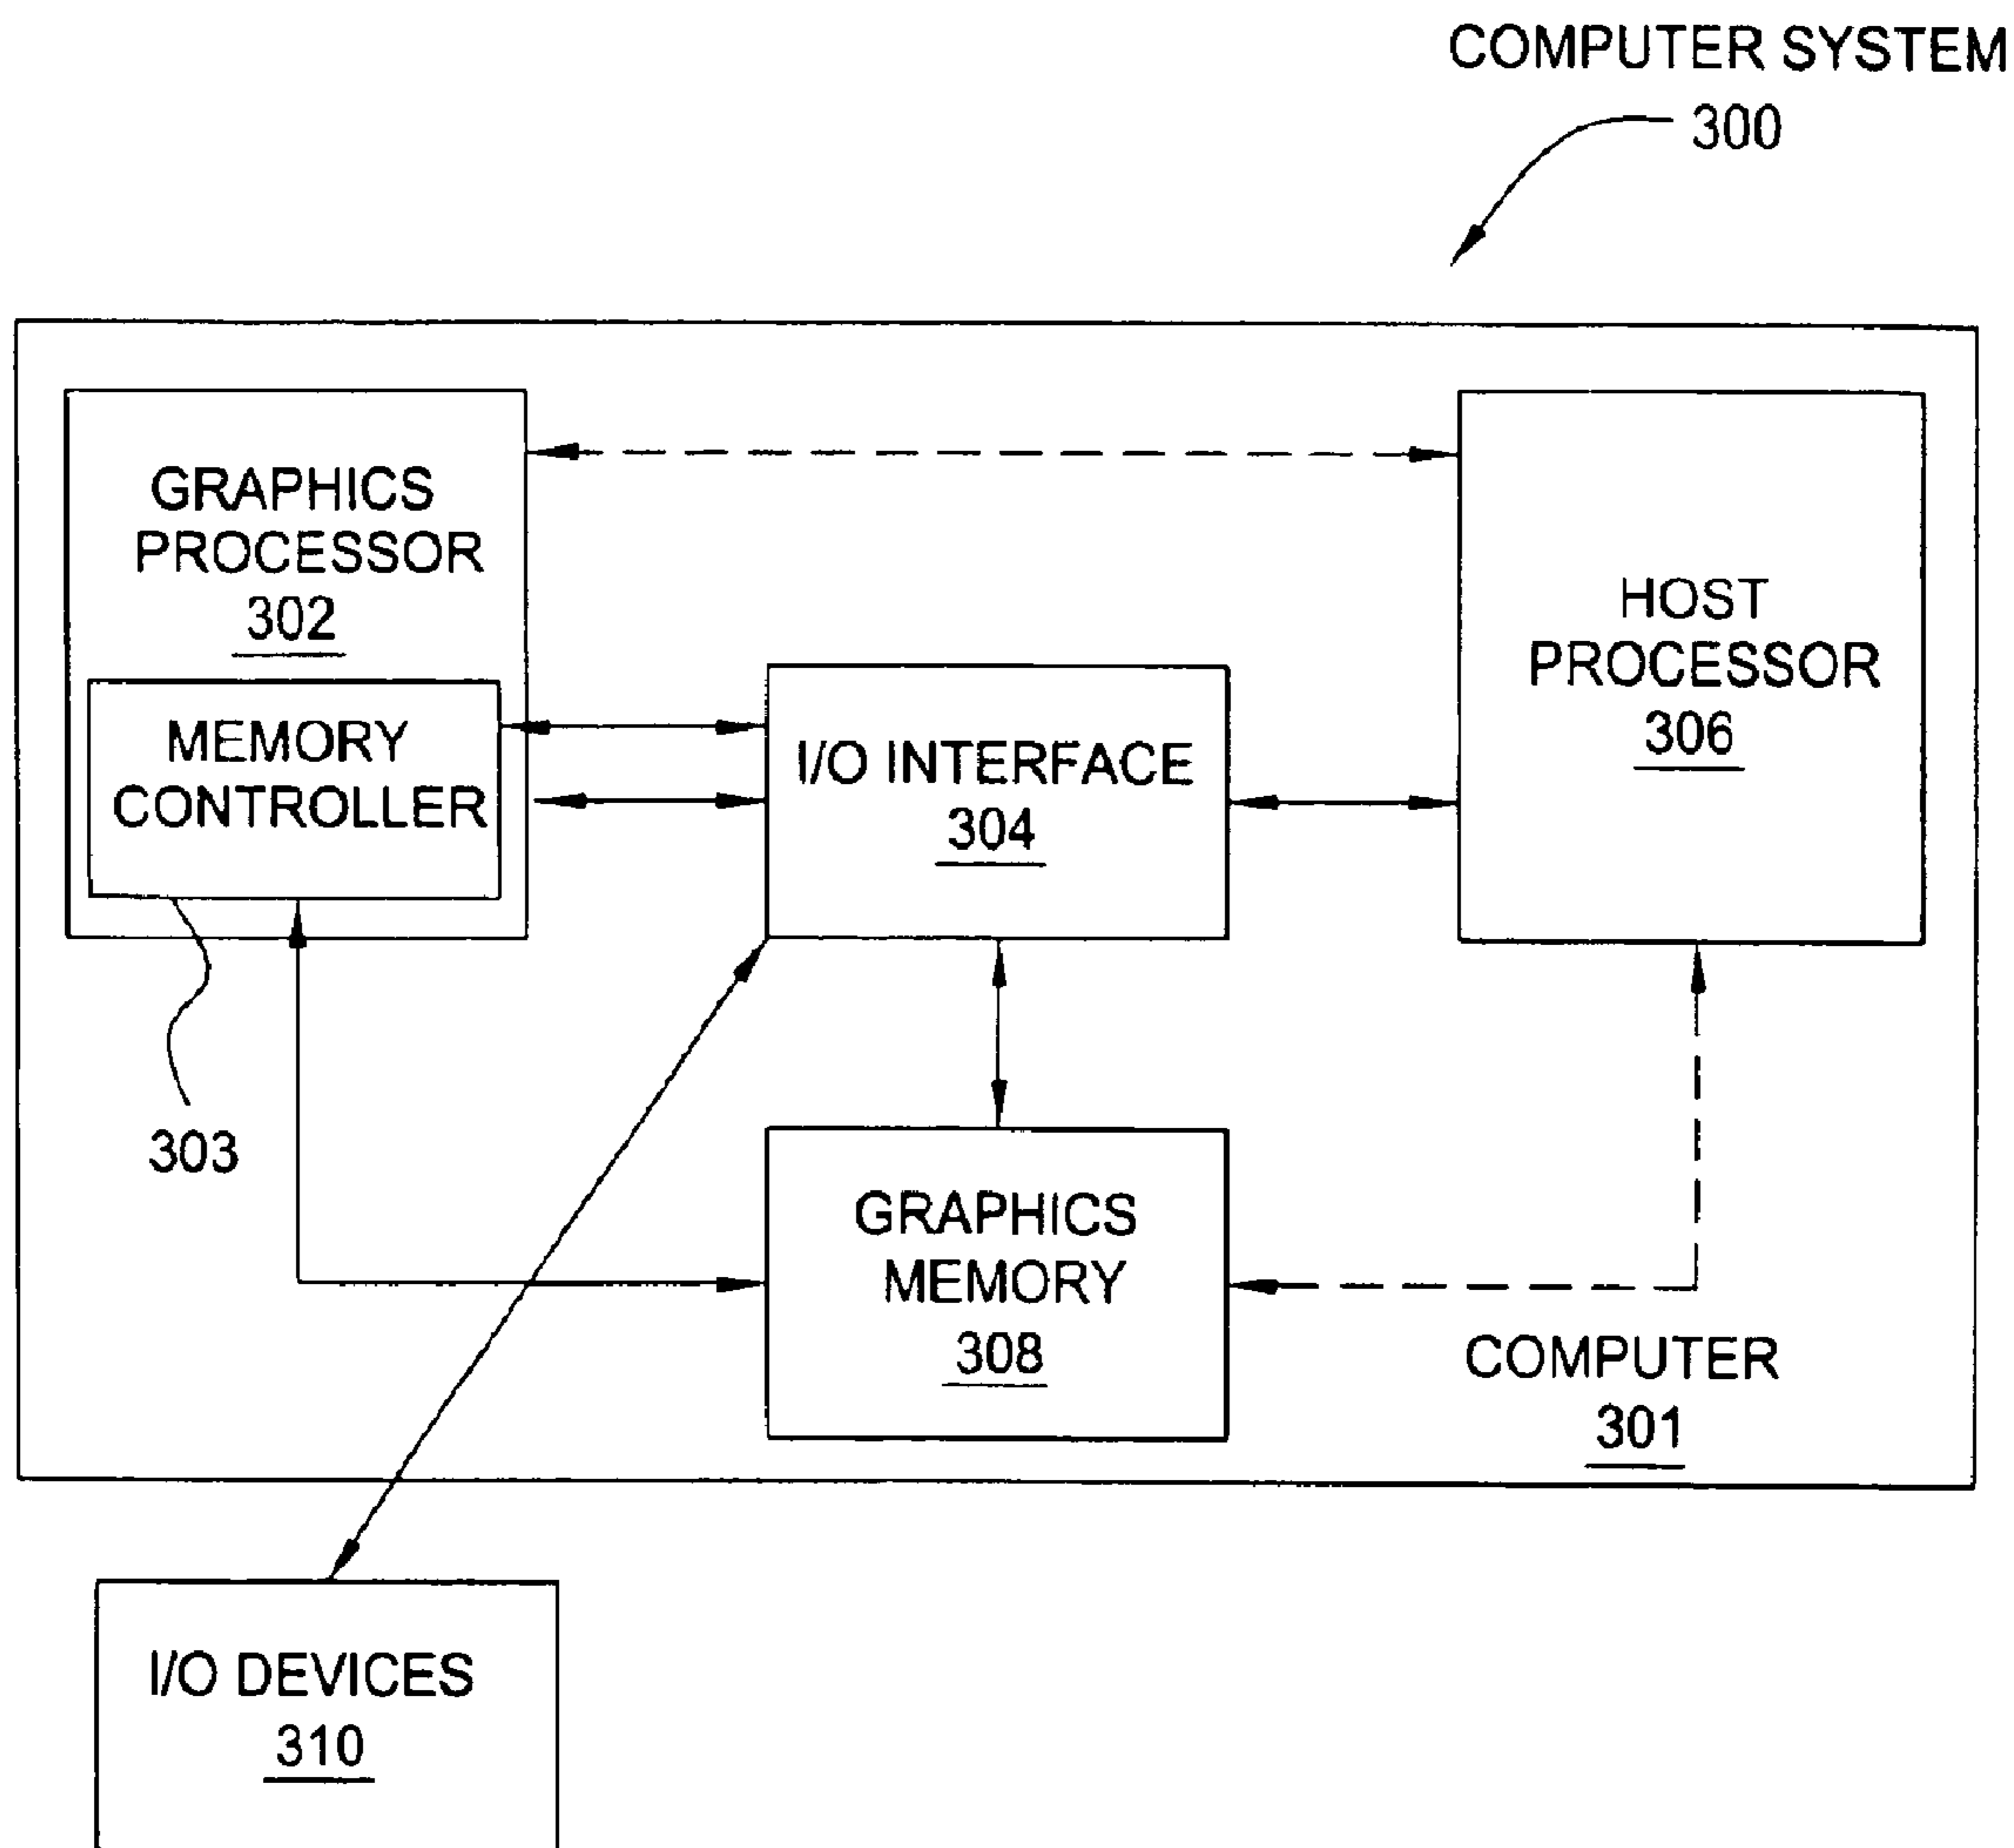 COMPUTER SYSTEM
300
GRAPHICS
PROCESSOR
302
MEMORY
CONTROLLER
303
I/O INTERFACE
304
HOST
PROCESSOR
306
GRAPHICS
MEMORY
308
COMPUTER
301
I/O DEVICES
310